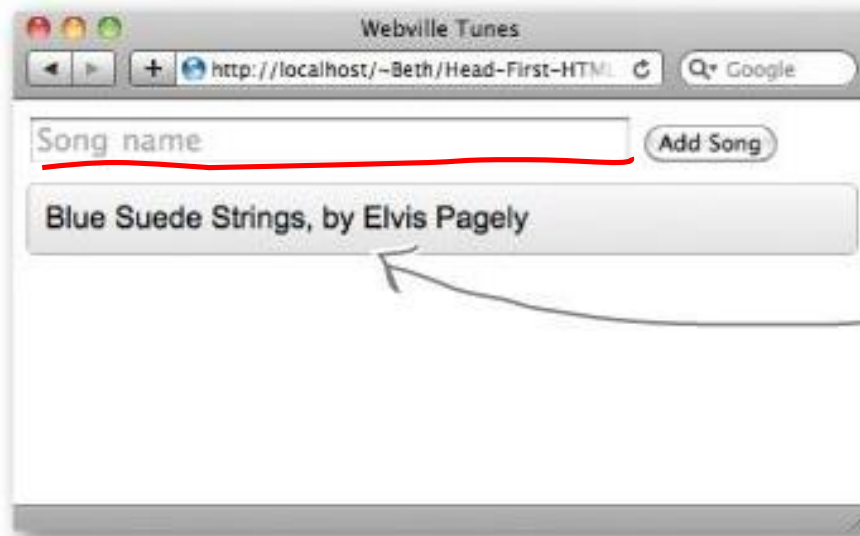 Webville Tunes
http://localhost/~Beth/Head-First-HTML
Google
Song name
Add Song
Blue Suede Strings, by Elvis Pagely